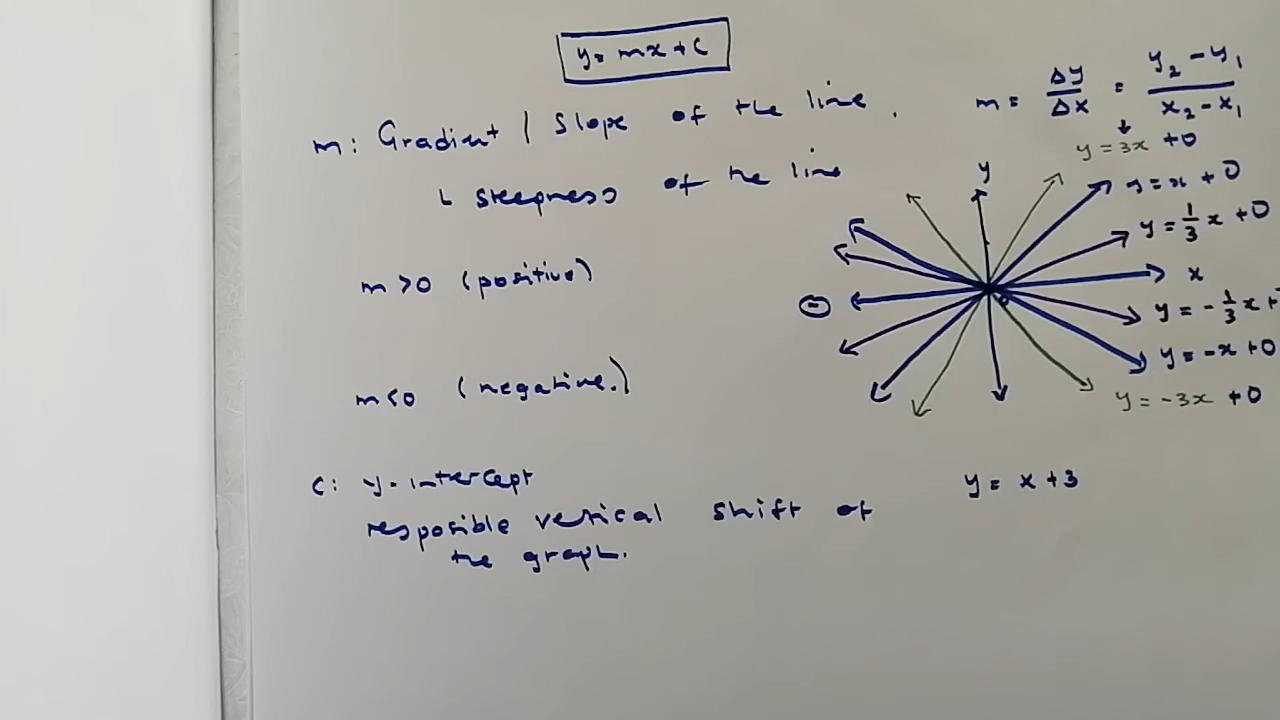 y = mx + c
m: Gradient / Slope of the line.
↳ steepness of the line
m = Δy/Δx = (y₂ - y₁)/(x₂ - x₁)
y = 3x + 0
y
y = x + 0
y = 1/3 x + 0
x
m > 0 (positive)
⊖
y = - 1/3 x +
y = -x + 0
m < 0 (negative.)
y = -3x + 0
c: y-intercept
y = x + 3
resposible vertical shift of
the graph.